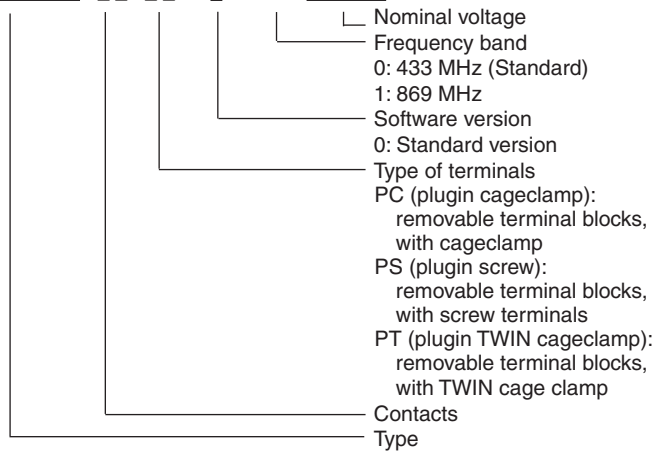 Nominal voltage
Frequency band
0: 433 MHz (Standard)
1: 869 MHz
Software version
0: Standard version
Type of terminals
PC (plugin cageclamp):
removable terminal blocks,
with cageclamp
PS (plugin screw):
removable terminal blocks,
with screw terminals
PT (plugin TWIN cageclamp):
removable terminal blocks,
with TWIN cage clamp
Contacts
Type